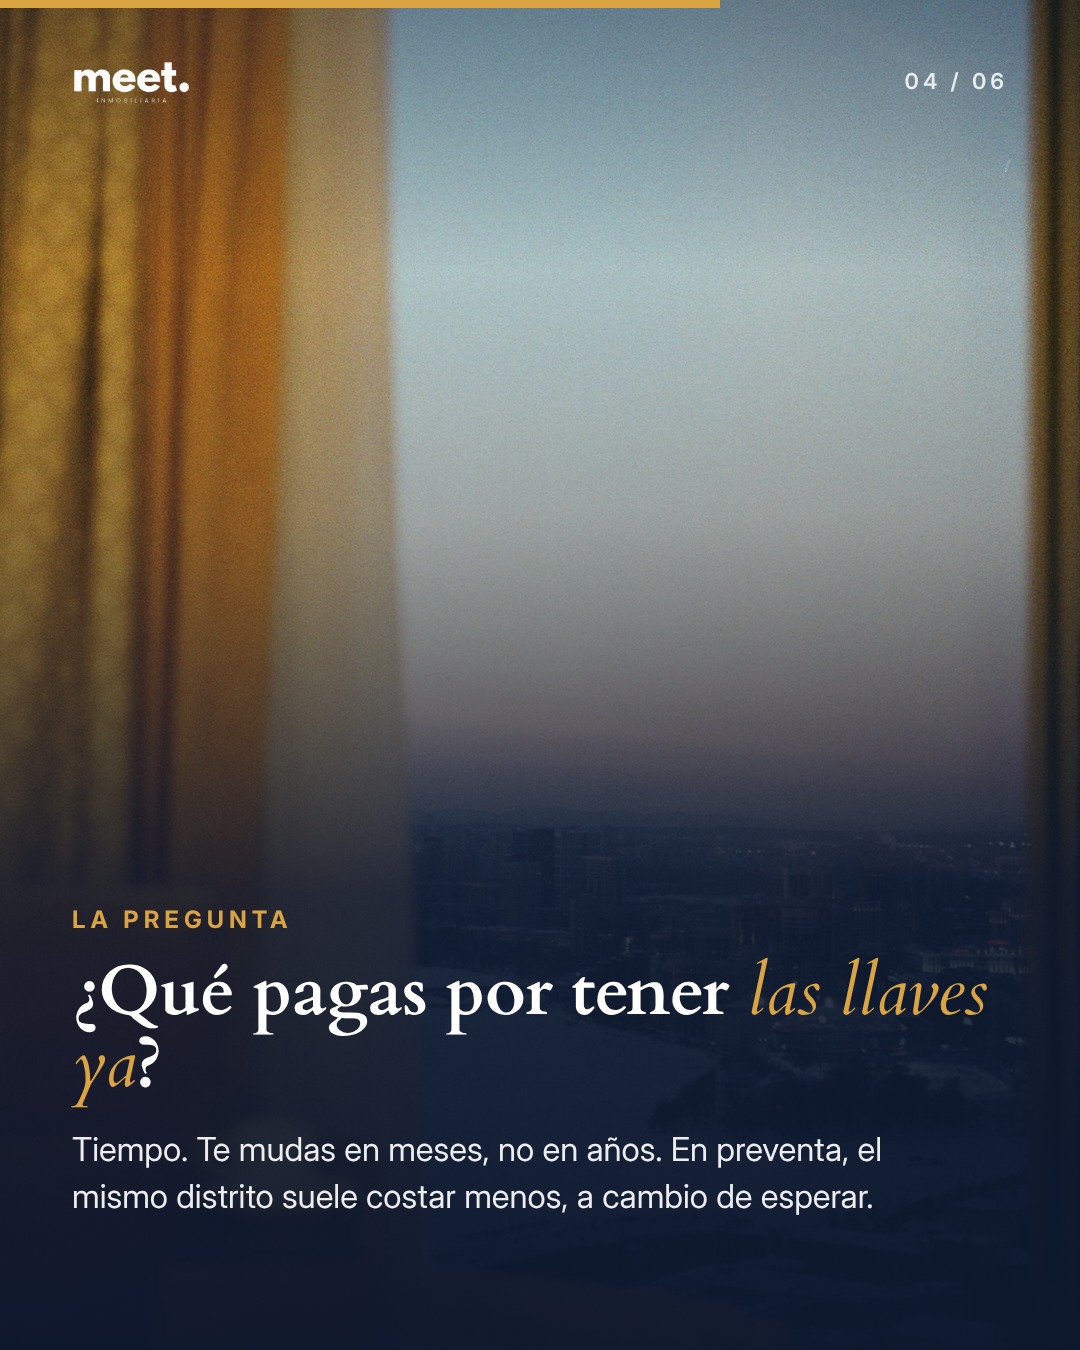 meet.
INMOBILIARIA
04 / 06
LA PREGUNTA
¿Qué pagas por tener las llaves
ya?
Tiempo. Te mudas en meses, no en años. En preventa, el
mismo distrito suele costar menos, a cambio de esperar.